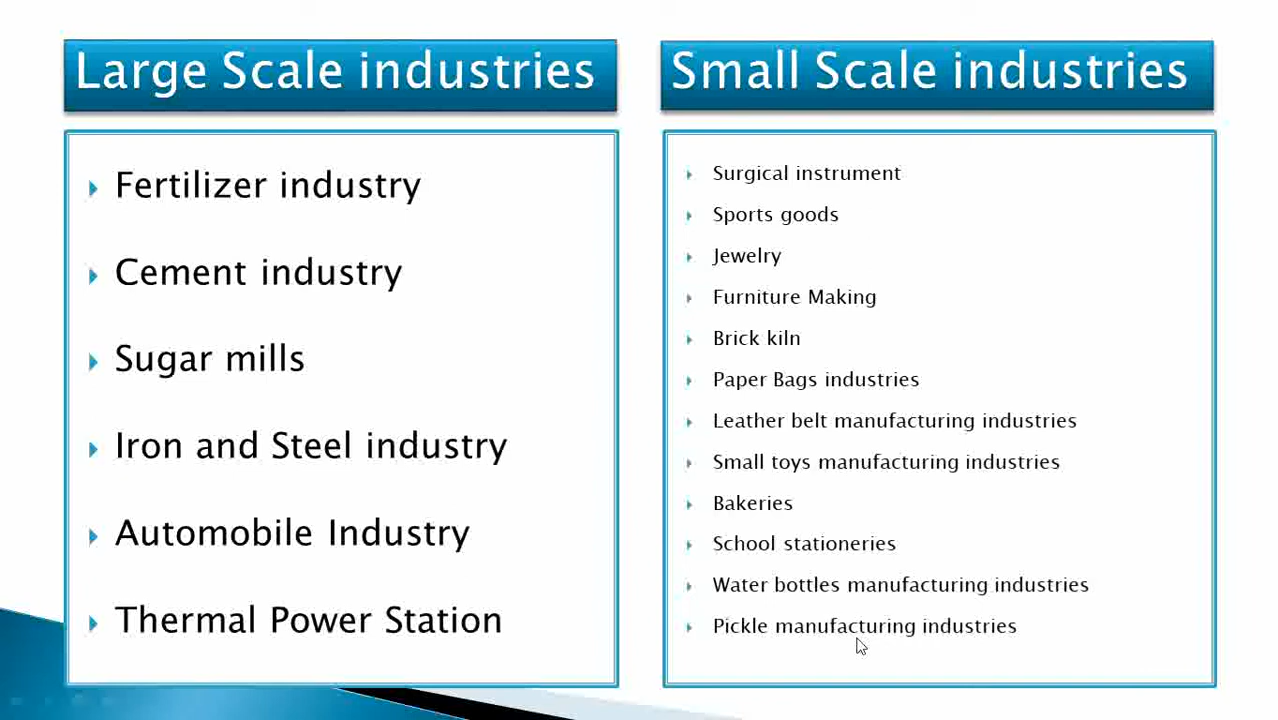 Large Scale industries
Fertilizer industry
Cement industry
Sugar mills
Iron and Steel industry
Automobile Industry
Thermal Power Station
Small Scale industries
Surgical instrument
Sports goods
Jewelry
Furniture Making
Brick kiln
Paper Bags industries
Leather belt manufacturing industries
Small toys manufacturing industries
Bakeries
School stationeries
Water bottles manufacturing industries
Pickle manufacturing industries